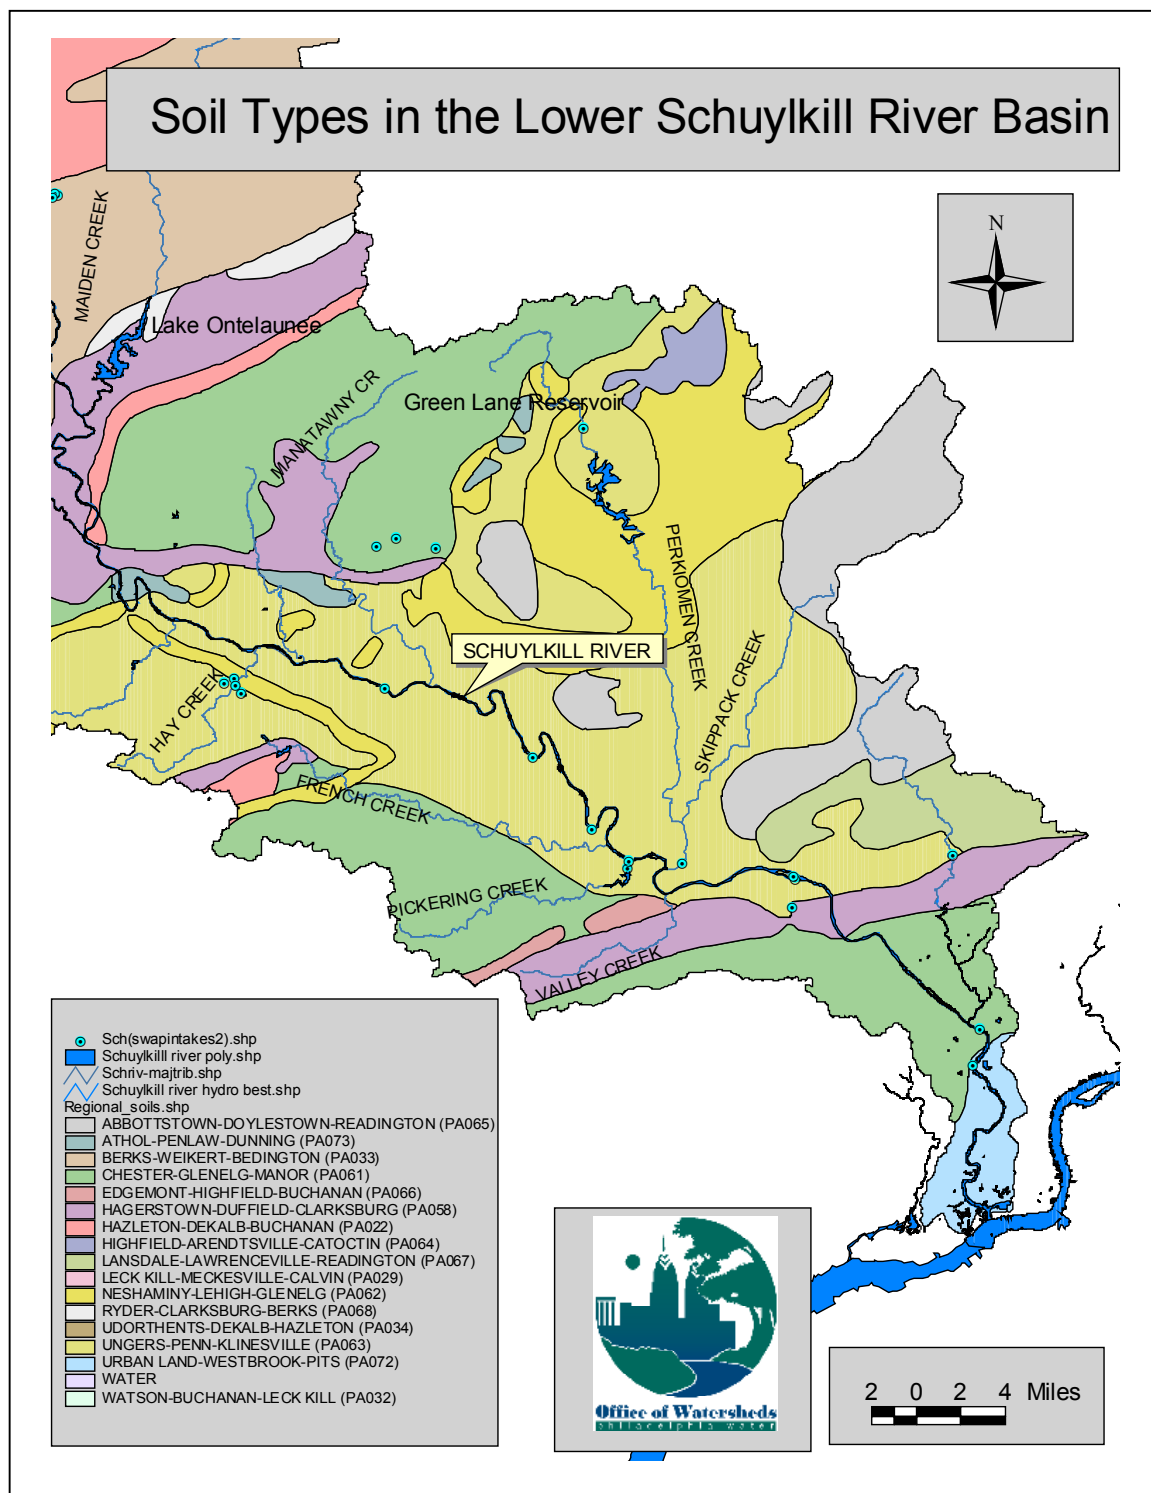 Soil Types in the Lower Schuylkill River Basin
N
MAIDEN CREEK
Lake Ontelaunee
MANATAWNY CR
Green Lane Reservoir
PERKIOMEN CREEK
SCHUYLKILL RIVER
SKIPPACK CREEK
HAY CREEK
FRENCH CREEK
PICKERING CREEK
VALLEY CREEK
Sch(swapintakes2).shp
Schuylkill river poly.shp
Schriv-majtrib.shp
Schuylkill river hydro best.shp
Regional_soils.shp
ABBOTTSTOWN-DOYLESTOWN-READINGTON (PA065)
ATHOL-PENLAW-DUNNING (PA073)
BERKS-WEIKERT-BEDINGTON (PA033)
CHESTER-GLENELG-MANOR (PA061)
EDGEMONT-HIGHFIELD-BUCHANAN (PA066)
HAGERSTOWN-DUFFIELD-CLARKSBURG (PA058)
HAZLETON-DEKALB-BUCHANAN (PA022)
HIGHFIELD-ARENDTSVILLE-CATOCTIN (PA064)
LANSDALE-LAWRENCEVILLE-READINGTON (PA067)
LECK KILL-MECKESVILLE-CALVIN (PA029)
NESHAMINY-LEHIGH-GLENELG (PA062)
RYDER-CLARKSBURG-BERKS (PA068)
UDORTHENTS-DEKALB-HAZLETON (PA034)
UNGERS-PENN-KLINESVILLE (PA063)
URBAN LAND-WESTBROOK-PITS (PA072)
WATER
WATSON-BUCHANAN-LECK KILL (PA032)
Office of Watersheds
philadelphia water
2 0 2 4 Miles